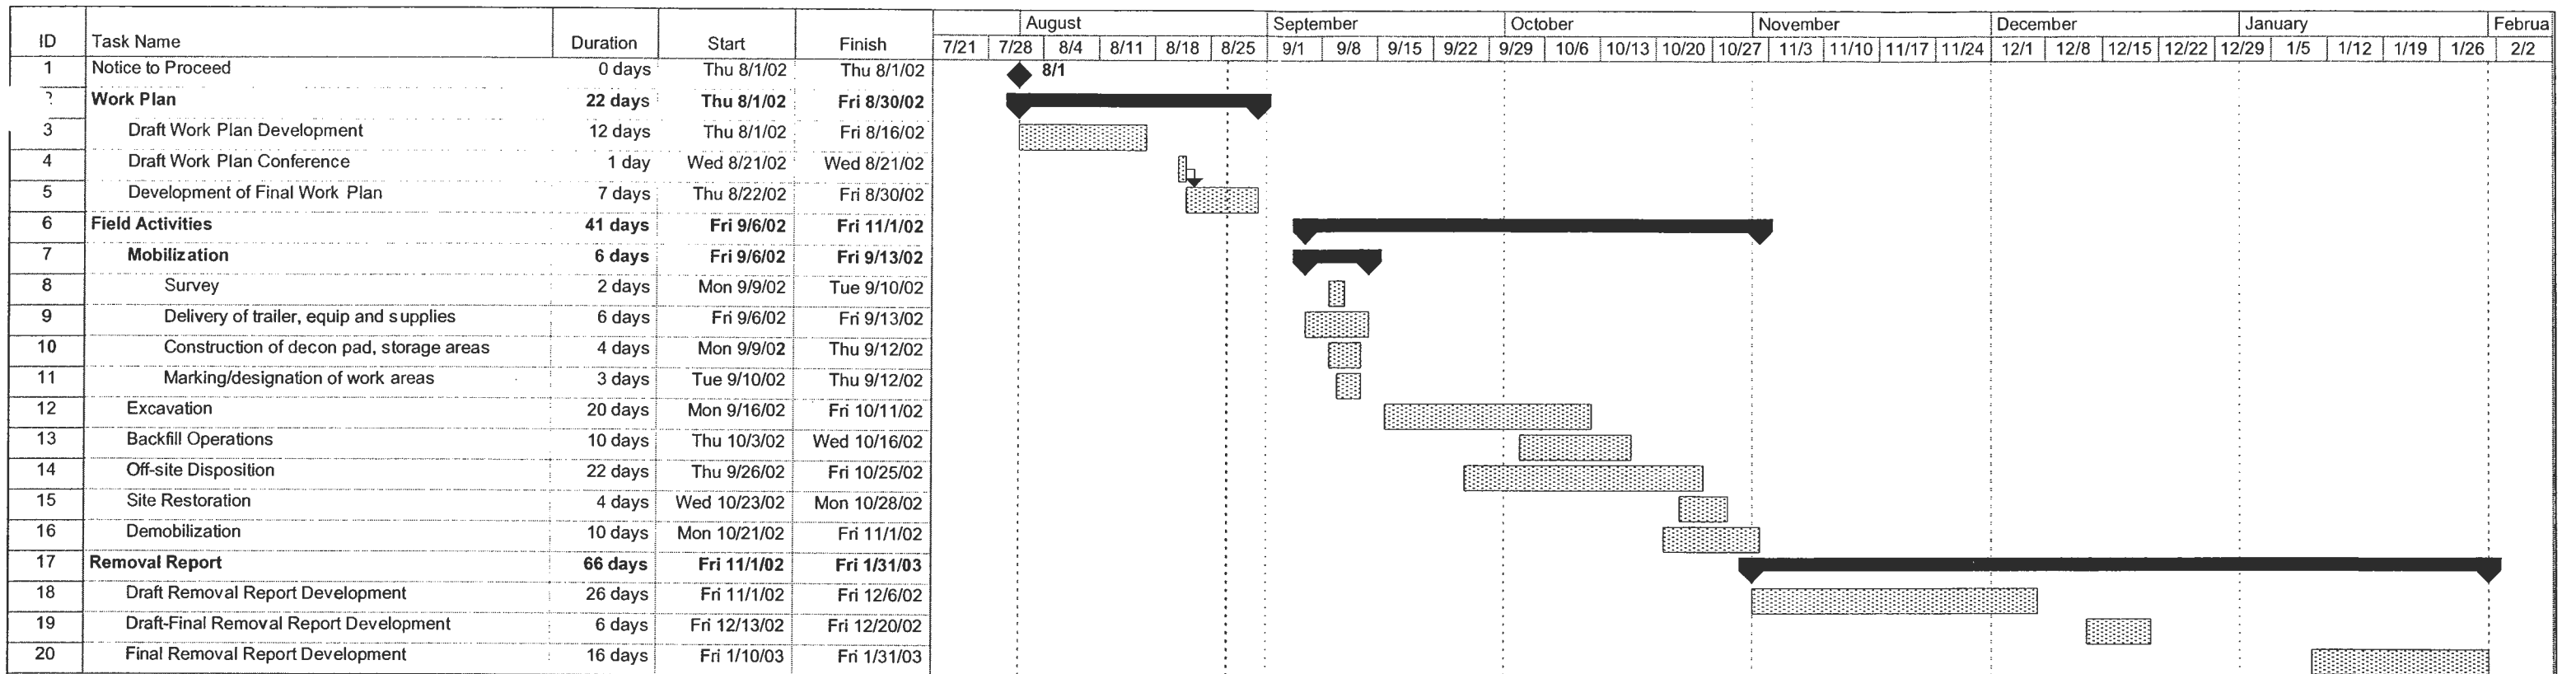 August September October November December January Februa
ID Task Name Duration Start Finish 7/21 7/28 8/4 8/11 8/18 8/25 9/1 9/8 9/15 9/22 9/29 10/6 10/13 10/20 10/27 11/3 11/10 11/17 11/24 12/1 12/8 12/15 12/22 12/29 1/5 1/12 1/19 1/26 2/2
1 Notice to Proceed 0 days Thu 8/1/02 Thu 8/1/02 8/1
Work Plan 22 days Thu 8/1/02 Fri 8/30/02
3 Draft Work Plan Development 12 days Thu 8/1/02 Fri 8/16/02
4 Draft Work Plan Conference 1 day Wed 8/21/02 Wed 8/21/02
5 Development of Final Work Plan 7 days Thu 8/22/02 Fri 8/30/02
6 Field Activities 41 days Fri 9/6/02 Fri 11/1/02
7 Mobilization 6 days Fri 9/6/02 Fri 9/13/02
8 Survey 2 days Mon 9/9/02 Tue 9/10/02
9 Delivery of trailer, equip and supplies 6 days Fri 9/6/02 Fri 9/13/02
10 Construction of decon pad, storage areas 4 days Mon 9/9/02 Thu 9/12/02
11 Marking/designation of work areas 3 days Tue 9/10/02 Thu 9/12/02
12 Excavation 20 days Mon 9/16/02 Fri 10/11/02
13 Backfill Operations 10 days Thu 10/3/02 Wed 10/16/02
14 Off-site Disposition 22 days Thu 9/26/02 Fri 10/25/02
15 Site Restoration 4 days Wed 10/23/02 Mon 10/28/02
16 Demobilization 10 days Mon 10/21/02 Fri 11/1/02
17 Removal Report 66 days Fri 11/1/02 Fri 1/31/03
18 Draft Removal Report Development 26 days Fri 11/1/02 Fri 12/6/02
19 Draft-Final Removal Report Development 6 days Fri 12/13/02 Fri 12/20/02
20 Final Removal Report Development 16 days Fri 1/10/03 Fri 1/31/03